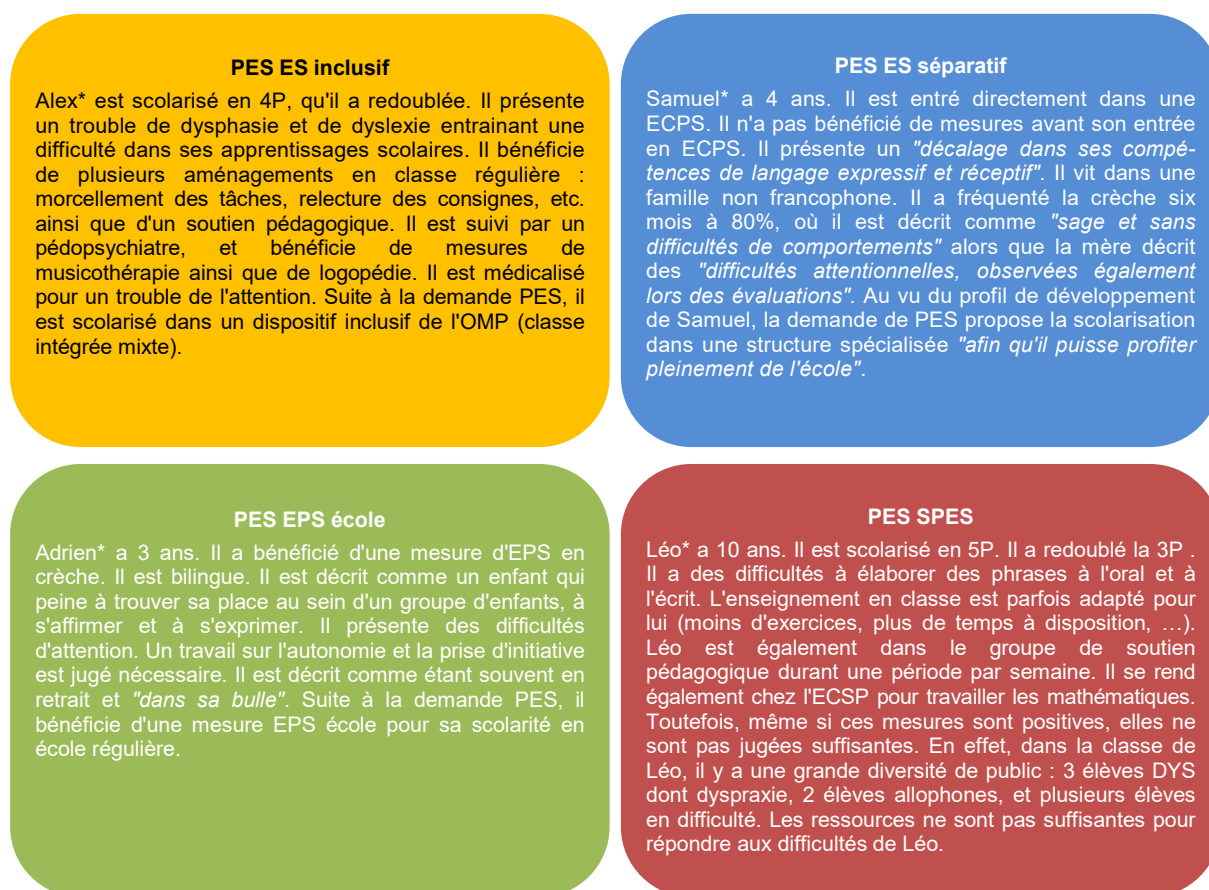 PES ES inclusif
Alex* est scolarisé en 4P, qu'il a redoublée. Il présente
un trouble de dysphasie et de dyslexie entrainant une
difficulté dans ses apprentissages scolaires. Il bénéficie
de plusieurs aménagements en classe régulière :
morcellement des tâches, relecture des consignes, etc.
ainsi que d'un soutien pédagogique. Il est suivi par un
pédopsychiatre, et bénéficie de mesures de
musicothérapie ainsi que de logopédie. Il est médicalisé
pour un trouble de l'attention. Suite à la demande PES, il
est scolarisé dans un dispositif inclusif de l'OMP (classe
intégrée mixte).
PES ES séparatif
Samuel* a 4 ans. Il est entré directement dans une
ECPS. Il n'a pas bénéficié de mesures avant son entrée
en ECPS. Il présente un "décalage dans ses compé-
tences de langage expressif et réceptif". Il vit dans une
famille non francophone. Il a fréquenté la crèche six
mois à 80%, où il est décrit comme "sage et sans
difficultés de comportements" alors que la mère décrit
des "difficultés attentionnelles, observées également
lors des évaluations". Au vu du profil de développement
de Samuel, la demande de PES propose la scolarisation
dans une structure spécialisée "afin qu'il puisse profiter
pleinement de l'école".
PES EPS école
Adrien* a 3 ans. Il a bénéficié d'une mesure d'EPS en
crèche. Il est bilingue. Il est décrit comme un enfant qui
peine à trouver sa place au sein d'un groupe d'enfants, à
s'affirmer et à s'exprimer. Il présente des difficultés
d'attention. Un travail sur l'autonomie et la prise d'initiative
est jugé nécessaire. Il est décrit comme étant souvent en
retrait et "dans sa bulle". Suite à la demande PES, il
bénéficie d'une mesure EPS école pour sa scolarité en
école régulière.
PES SPES
Léo* a 10 ans. Il est scolarisé en 5P. Il a redoublé la 3P .
Il a des difficultés à élaborer des phrases à l'oral et à
l'écrit. L'enseignement en classe est parfois adapté pour
lui (moins d'exercices, plus de temps à disposition, …).
Léo est également dans le groupe de soutien
pédagogique durant une période par semaine. Il se rend
également chez l'ECSP pour travailler les mathématiques.
Toutefois, même si ces mesures sont positives, elles ne
sont pas jugées suffisantes. En effet, dans la classe de
Léo, il y a une grande diversité de public : 3 élèves DYS
dont dyspraxie, 2 élèves allophones, et plusieurs élèves
en difficulté. Les ressources ne sont pas suffisantes pour
répondre aux difficultés de Léo.